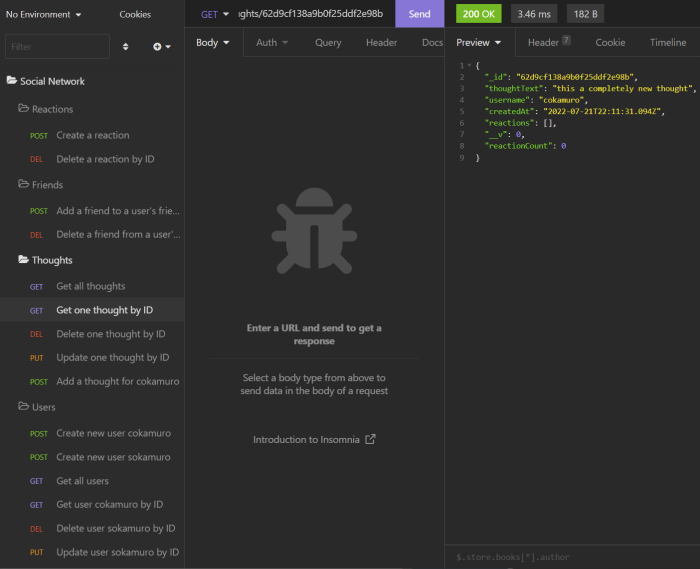 No Environment
Cookies
Filter
Social Network
Reactions
POST Create a reaction
DEL Delete a reaction by ID
Friends
POST Add a friend to a user's frie...
DEL Delete a friend from a user'...
Thoughts
GET Get all thoughts
GET Get one thought by ID
DEL Delete one thought by ID
PUT Update one thought by ID
POST Add a thought for cokamuro
Users
POST Create new user cokamuro
POST Create new user sokamuro
GET Get all users
GET Get user cokamuro by ID
DEL Delete user sokamuro by ID
PUT Update user sokamuro by ID
GET ughts/62d9cf138a9b0f25ddf2e98b Send
Body Auth Query Header Docs
Enter a URL and send to get a
response
Select a body type from above to
send data in the body of a request
Introduction to Insomnia
200 OK 3.46 ms 182 B
Preview Header 7 Cookie Timeline
1 {
2 "_id": "62d9cf138a9b0f25ddf2e98b",
3 "thoughtText": "this a completely new thought",
4 "username": "cokamuro",
5 "createdAt": "2022-07-21T22:11:31.094Z",
6 "reactions": [],
7 "__v": 0,
8 "reactionCount": 0
9 }
$.store.books[*].author